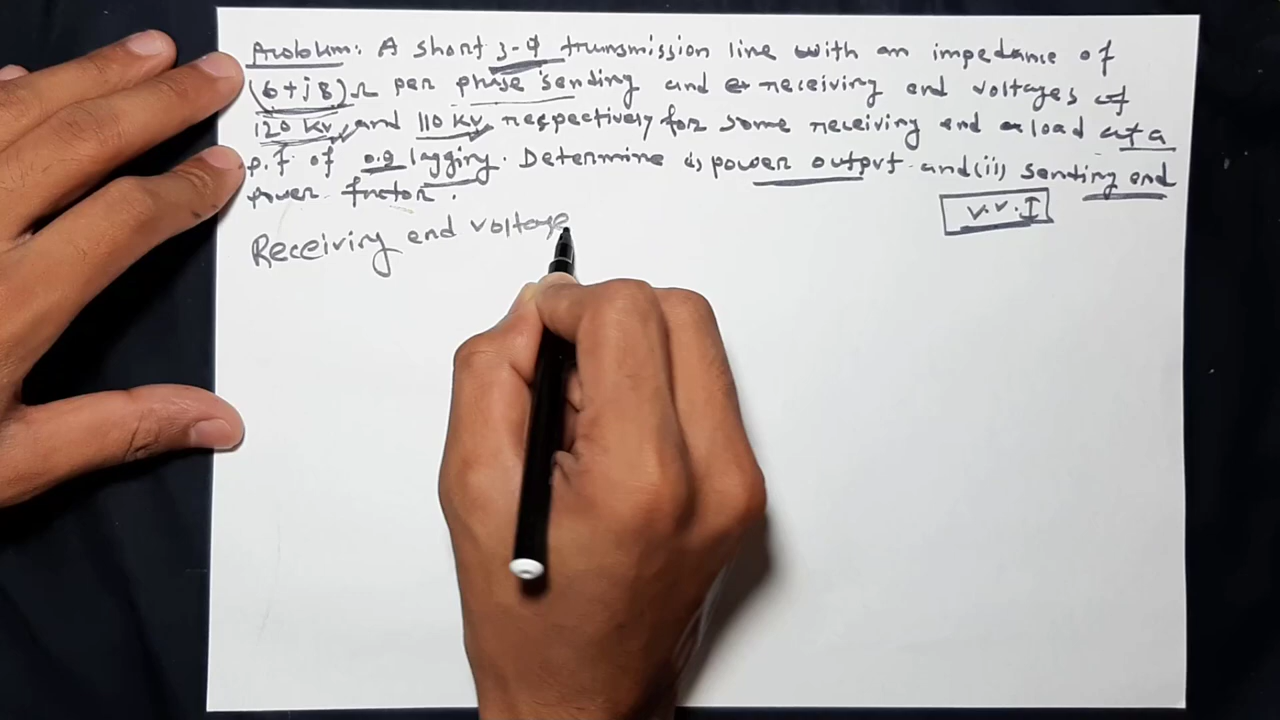 Problem: A short 3-φ transmission line with an impedance of
(6+j8)Ω per phase sending and receiving end voltages of
120 kv and 110 kv respectively for some receiving end load at a
p.f of 0.9 lagging. Determine (i) power output and (ii) sending end
power factor.
V.V.I
Receiving end voltage